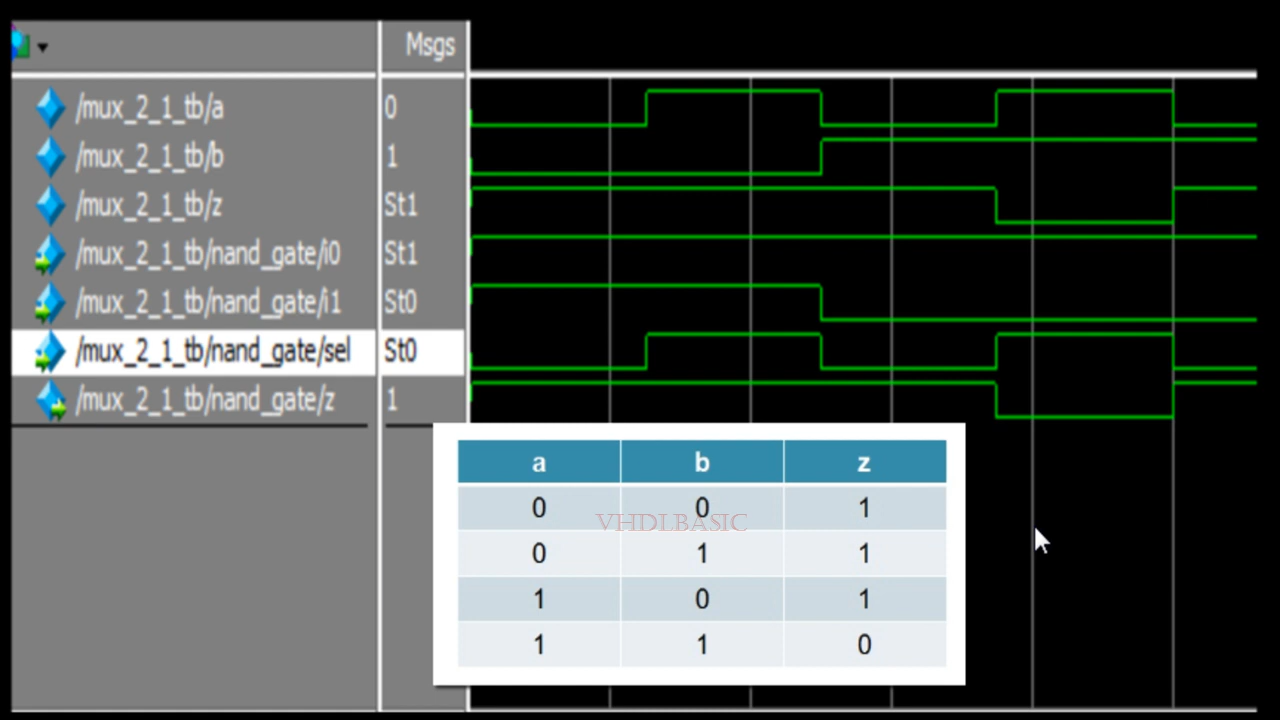 Msgs
/mux_2_1_tb/a 0
/mux_2_1_tb/b 1
/mux_2_1_tb/z St1
/mux_2_1_tb/nand_gate/i0 St1
/mux_2_1_tb/nand_gate/i1 St0
/mux_2_1_tb/nand_gate/sel St0
/mux_2_1_tb/nand_gate/z 1
a b z
0 0 1
VHDLBASIC
0 1 1
1 0 1
1 1 0